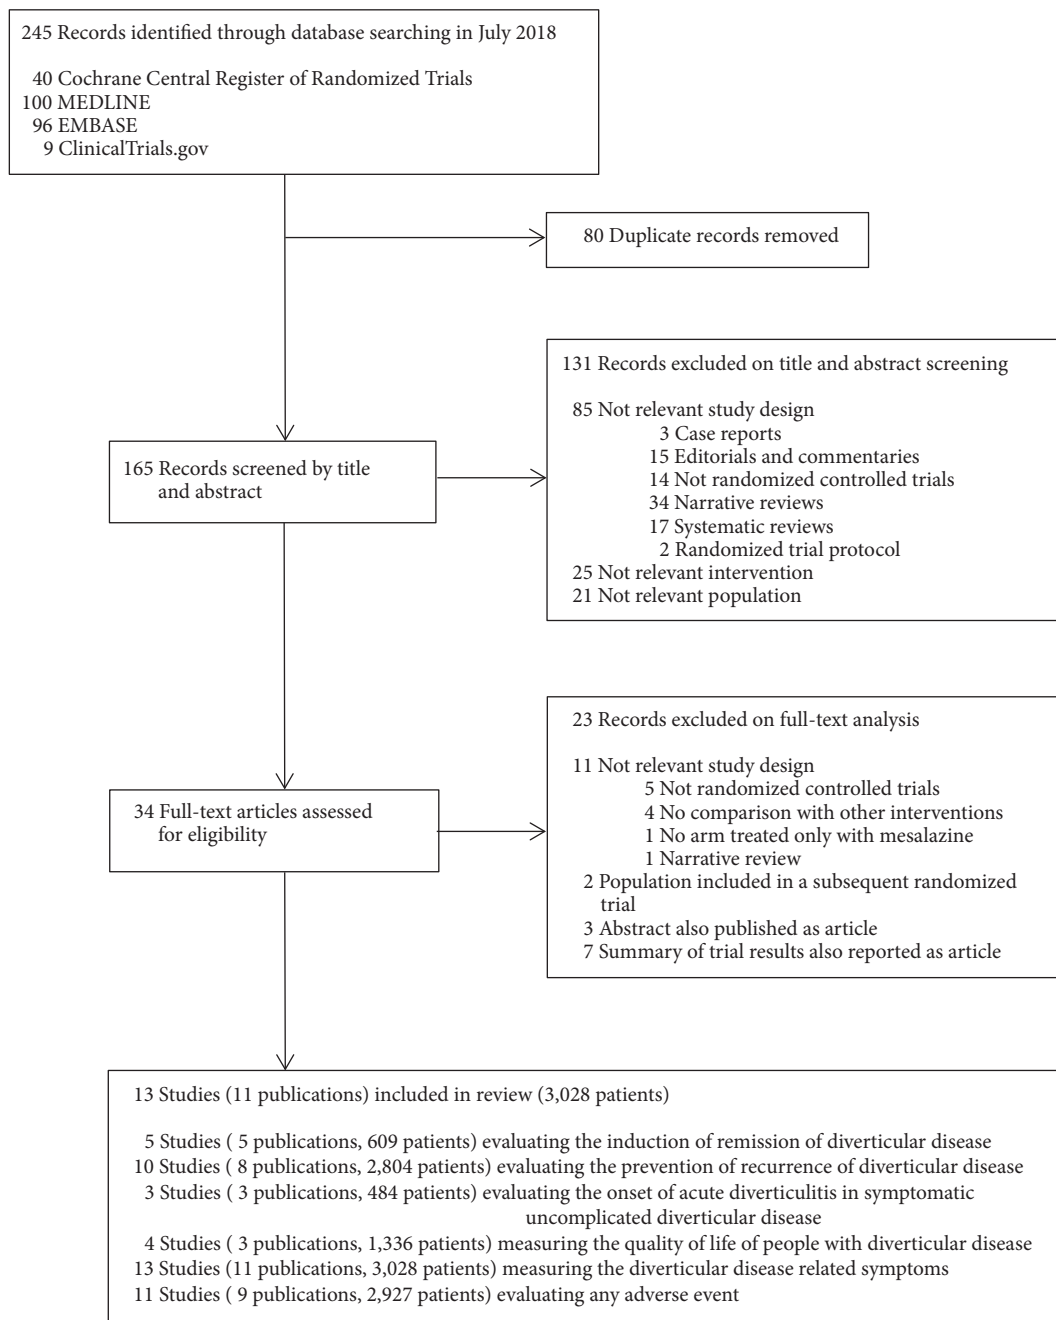 245 Records identified through database searching in July 2018
40 Cochrane Central Register of Randomized Trials
100 MEDLINE
96 EMBASE
9 ClinicalTrials.gov
80 Duplicate records removed
131 Records excluded on title and abstract screening
85 Not relevant study design
3 Case reports
15 Editorials and commentaries
14 Not randomized controlled trials
34 Narrative reviews
17 Systematic reviews
2 Randomized trial protocol
25 Not relevant intervention
21 Not relevant population
165 Records screened by title
and abstract
23 Records excluded on full-text analysis
11 Not relevant study design
5 Not randomized controlled trials
4 No comparison with other interventions
1 No arm treated only with mesalazine
1 Narrative review
2 Population included in a subsequent randomized
trial
3 Abstract also published as article
7 Summary of trial results also reported as article
34 Full-text articles assessed
for eligibility
13 Studies (11 publications) included in review (3,028 patients)
5 Studies ( 5 publications, 609 patients) evaluating the induction of remission of diverticular disease
10 Studies ( 8 publications, 2,804 patients) evaluating the prevention of recurrence of diverticular disease
3 Studies ( 3 publications, 484 patients) evaluating the onset of acute diverticulitis in symptomatic
uncomplicated diverticular disease
4 Studies ( 3 publications, 1,336 patients) measuring the quality of life of people with diverticular disease
13 Studies (11 publications, 3,028 patients) measuring the diverticular disease related symptoms
11 Studies ( 9 publications, 2,927 patients) evaluating any adverse event